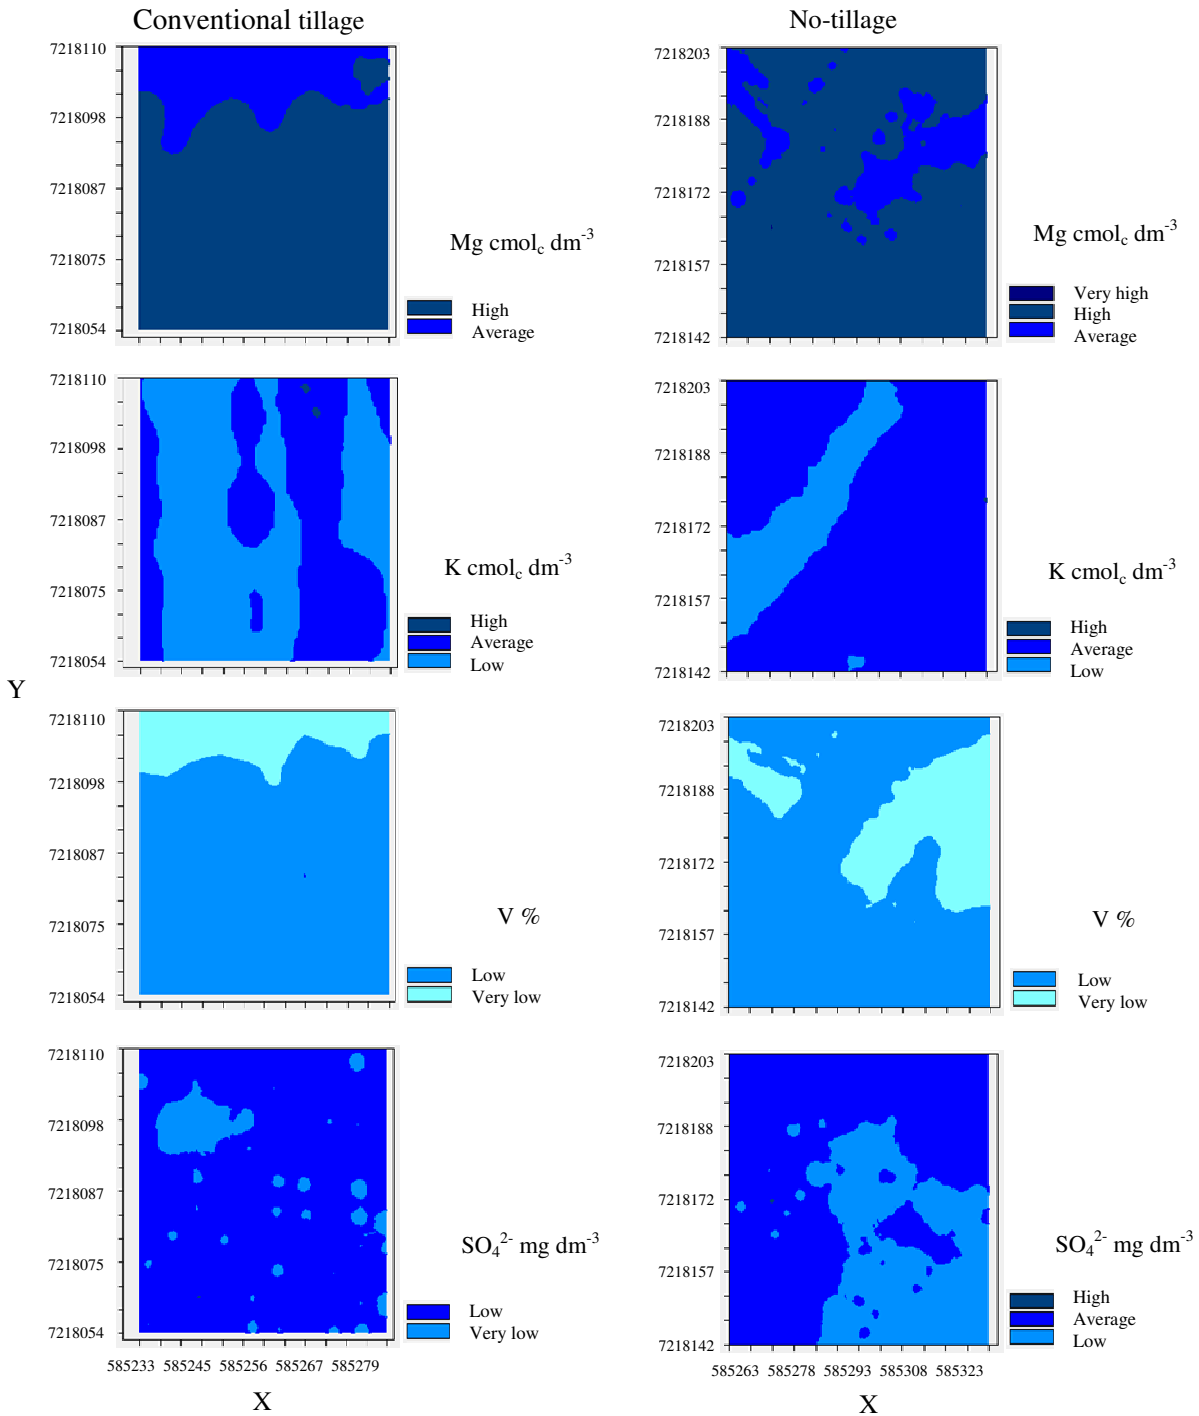 Conventional tillage
No-tillage
7218110
7218098
7218087
7218075
7218054
Mg cmolc dm-3
High
Average
7218203
7218188
7218172
7218157
7218142
Mg cmolc dm-3
Very high
High
Average
7218110
7218098
7218087
7218075
7218054
K cmolc dm-3
High
Average
Low
7218203
7218188
7218172
7218157
7218142
K cmolc dm-3
High
Average
Low
Y
7218110
7218098
7218087
7218075
7218054
V %
Low
Very low
7218203
7218188
7218172
7218157
7218142
V %
Low
Very low
7218110
7218098
7218087
7218075
7218054
SO42- mg dm-3
Low
Very low
585233 585245 585256 585267 585279
X
7218203
7218188
7218172
7218157
7218142
SO42- mg dm-3
High
Average
Low
585263 585278 585293 585308 585323
X